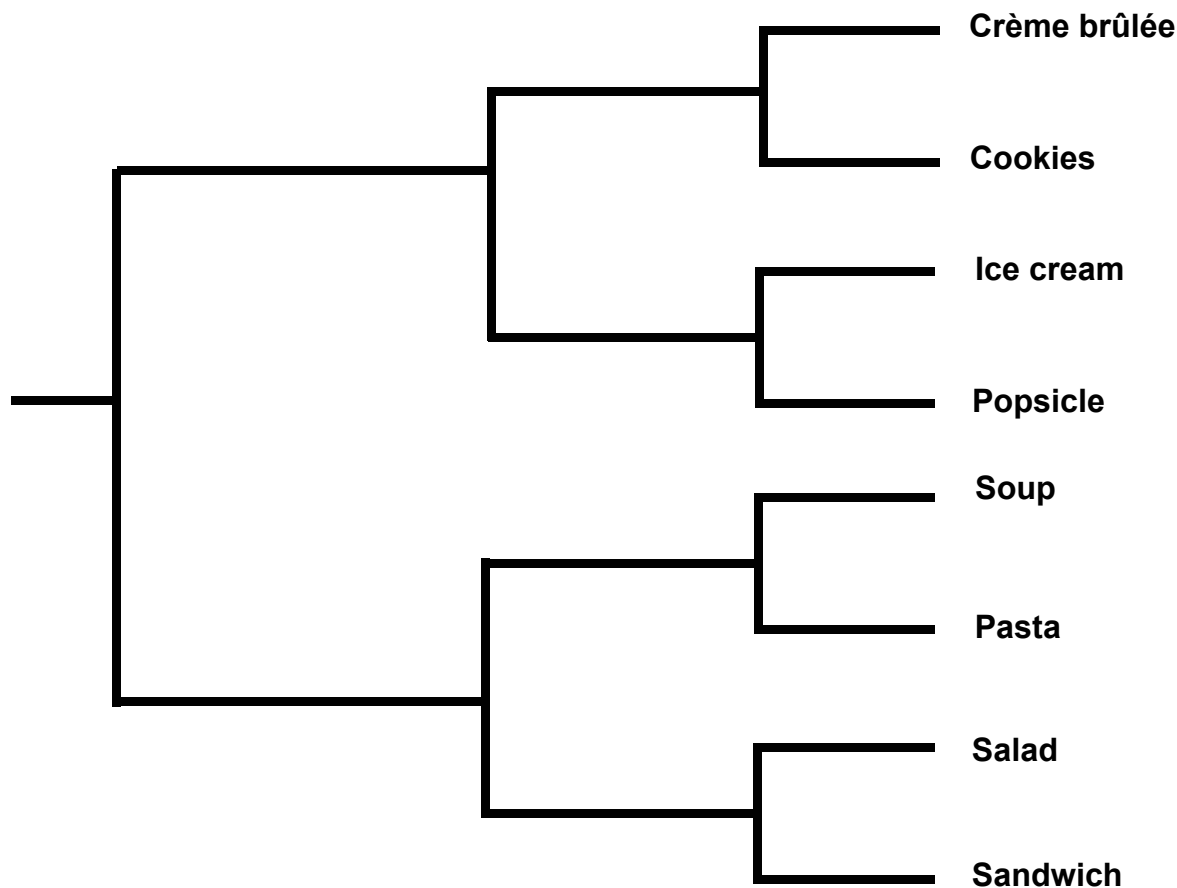 Crème brûlée
Cookies
Ice cream
Popsicle
Soup
Pasta
Salad
Sandwich